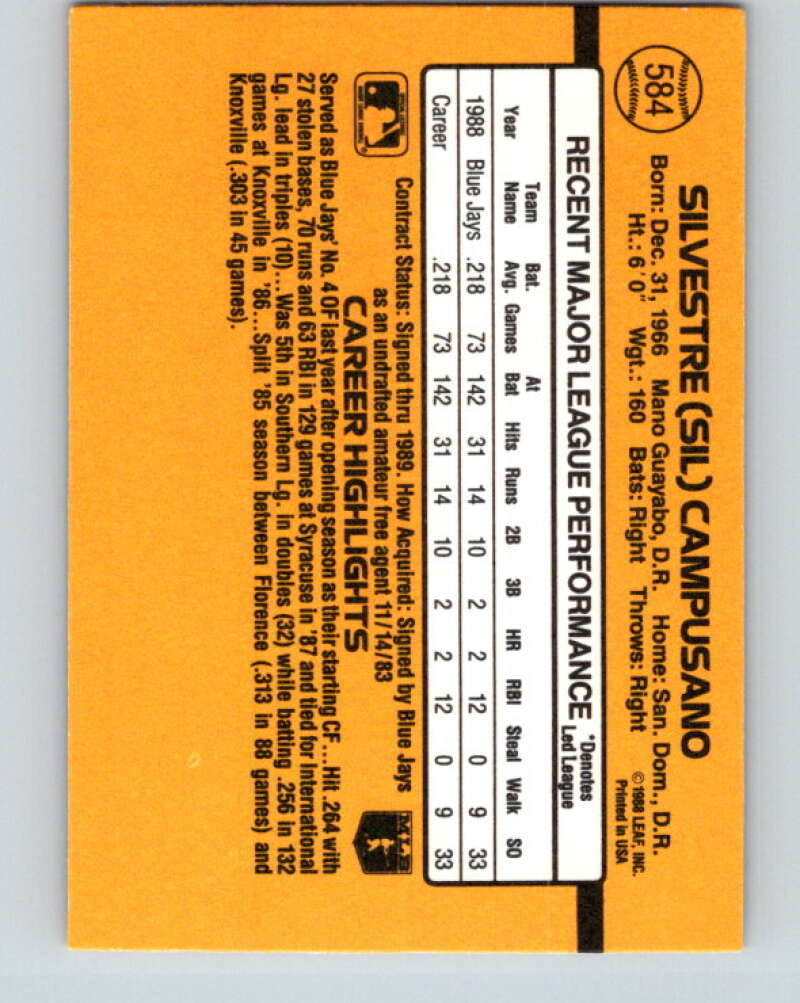 584
SILVESTRE (SIL) CAMPUSANO
Born: Dec. 31, 1966 Mano Guayabo, D.R. Home: San. Dom., D.R.
Ht.: 6'0" Wgt.: 160 Bats: Right Throws: Right
©1988 LEAF, INC.
Printed in USA
RECENT MAJOR LEAGUE PERFORMANCE
*Denotes
Led League
Year Team Name Bat. Avg. Games At Bat Hits Runs 2B 3B HR RBI Steal Walk SO
1988 Blue Jays .218 73 142 31 14 10 2 2 12 0 9 33
Career .218 73 142 31 14 10 2 2 12 0 9 33
Contract Status: Signed thru 1989. How Acquired: Signed by Blue Jays
as an undrafted amateur free agent 11/14/83
CAREER HIGHLIGHTS
Served as Blue Jays' No. 4 OF last year after opening season as their starting CF...Hit .264 with
27 stolen bases, 70 runs and 63 RBI in 129 games at Syracuse in '87 and tied for International
Lg. lead in triples (10)...Was 5th in Southern Lg. in doubles (32) while batting .256 in 132
games at Knoxville in '86...Split '85 season between Florence (.313 in 88 games) and
Knoxville (.303 in 45 games).